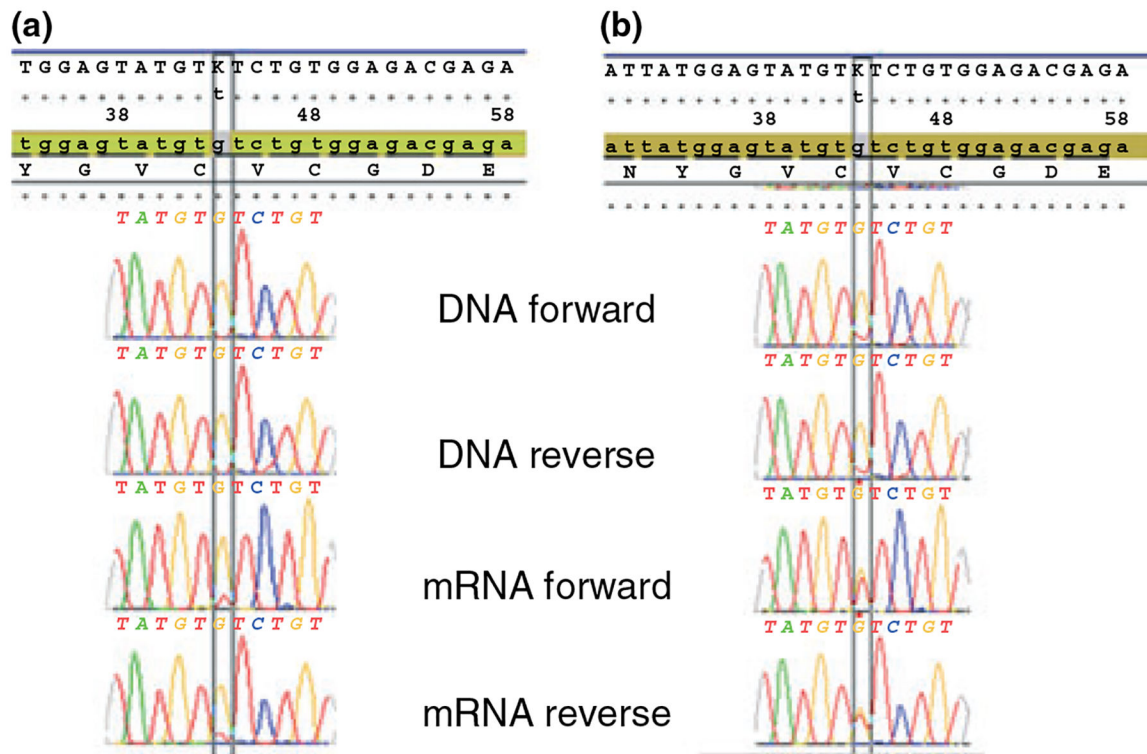 (a)
TGGAGTATGTKTCTGTGGAGACGAGA
t
38 48 58
tggagtatgtgtctgtggagacgaga
Y G V C V C G D E
TATGTGTCTGT
TATGTGTCTGT
TATGTGTCTGT
TATGTGTCTGT
DNA forward
DNA reverse
mRNA forward
mRNA reverse
(b)
ATTATGGAGTATGTKTCTGTGGAGACGAGA
t
38 48 58
attatggagtatgtgtctgtggagacgaga
N Y G V C V C G D E
TATGTGTCTGT
TATGTGTCTGT
TATGTGTCTGT
TATGTGTCTGT